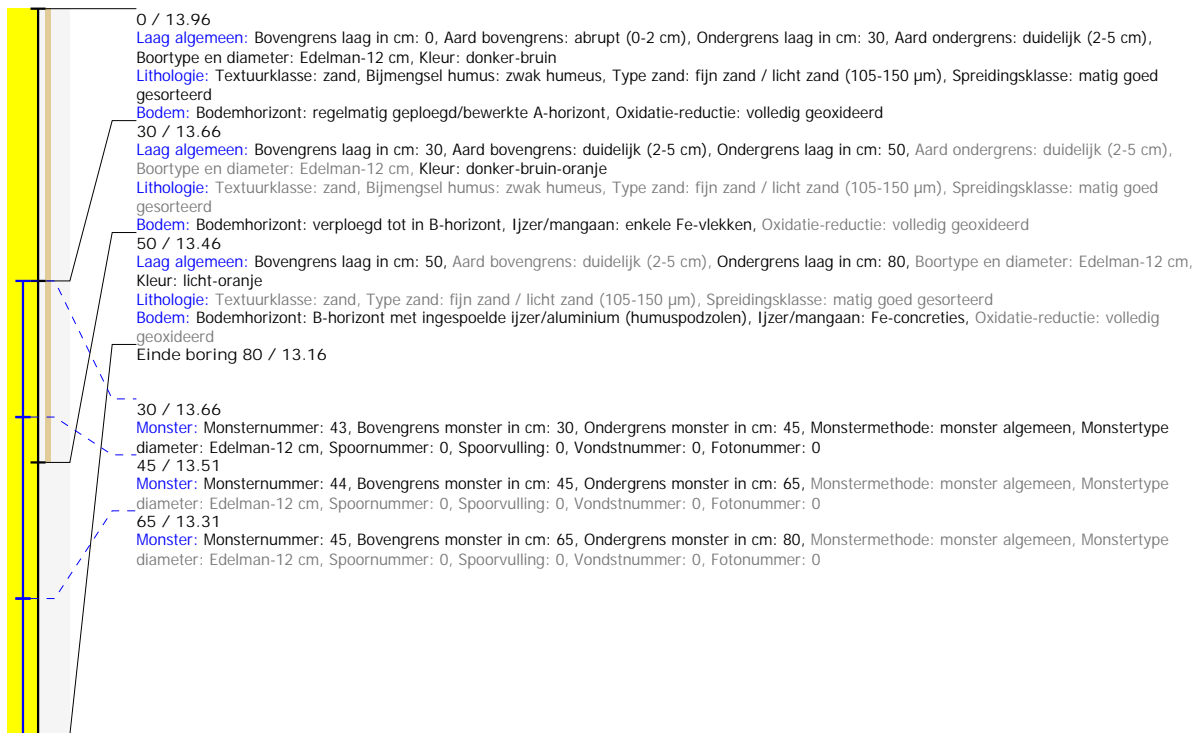 0 / 13.96
Laag algemeen: Bovengrens laag in cm: 0, Aard bovengrens: abrupt (0-2 cm), Ondergrens laag in cm: 30, Aard ondergrens: duidelijk (2-5 cm),
Boortype en diameter: Edelman-12 cm, Kleur: donker-bruin
Lithologie: Textuurklasse: zand, Bijmengsel humus: zwak humeus, Type zand: fijn zand / licht zand (105-150 µm), Spreidingsklasse: matig goed
gesorteerd
Bodem: Bodemhorizont: regelmatig geploegd/bewerkte A-horizont, Oxidatie-reductie: volledig geoxideerd
30 / 13.66
Laag algemeen: Bovengrens laag in cm: 30, Aard bovengrens: duidelijk (2-5 cm), Ondergrens laag in cm: 50, Aard ondergrens: duidelijk (2-5 cm),
Boortype en diameter: Edelman-12 cm, Kleur: donker-bruin-oranje
Lithologie: Textuurklasse: zand, Bijmengsel humus: zwak humeus, Type zand: fijn zand / licht zand (105-150 µm), Spreidingsklasse: matig goed
gesorteerd
Bodem: Bodemhorizont: verploegd tot in B-horizont, Ijzer/mangaan: enkele Fe-vlekken, Oxidatie-reductie: volledig geoxideerd
50 / 13.46
Laag algemeen: Bovengrens laag in cm: 50, Aard bovengrens: duidelijk (2-5 cm), Ondergrens laag in cm: 80, Boortype en diameter: Edelman-12 cm,
Kleur: licht-oranje
Lithologie: Textuurklasse: zand, Type zand: fijn zand / licht zand (105-150 µm), Spreidingsklasse: matig goed gesorteerd
Bodem: Bodemhorizont: B-horizont met ingespoelde ijzer/aluminium (humuspodzolen), Ijzer/mangaan: Fe-concreties, Oxidatie-reductie: volledig
geoxideerd
Einde boring 80 / 13.16
30 / 13.66
Monster: Monsternummer: 43, Bovengrens monster in cm: 30, Ondergrens monster in cm: 45, Monstermethode: monster algemeen, Monstertype
diameter: Edelman-12 cm, Spoornummer: 0, Spoorvulling: 0, Vondstnummer: 0, Fotonummer: 0
45 / 13.51
Monster: Monsternummer: 44, Bovengrens monster in cm: 45, Ondergrens monster in cm: 65, Monstermethode: monster algemeen, Monstertype
diameter: Edelman-12 cm, Spoornummer: 0, Spoorvulling: 0, Vondstnummer: 0, Fotonummer: 0
65 / 13.31
Monster: Monsternummer: 45, Bovengrens monster in cm: 65, Ondergrens monster in cm: 80, Monstermethode: monster algemeen, Monstertype
diameter: Edelman-12 cm, Spoornummer: 0, Spoorvulling: 0, Vondstnummer: 0, Fotonummer: 0